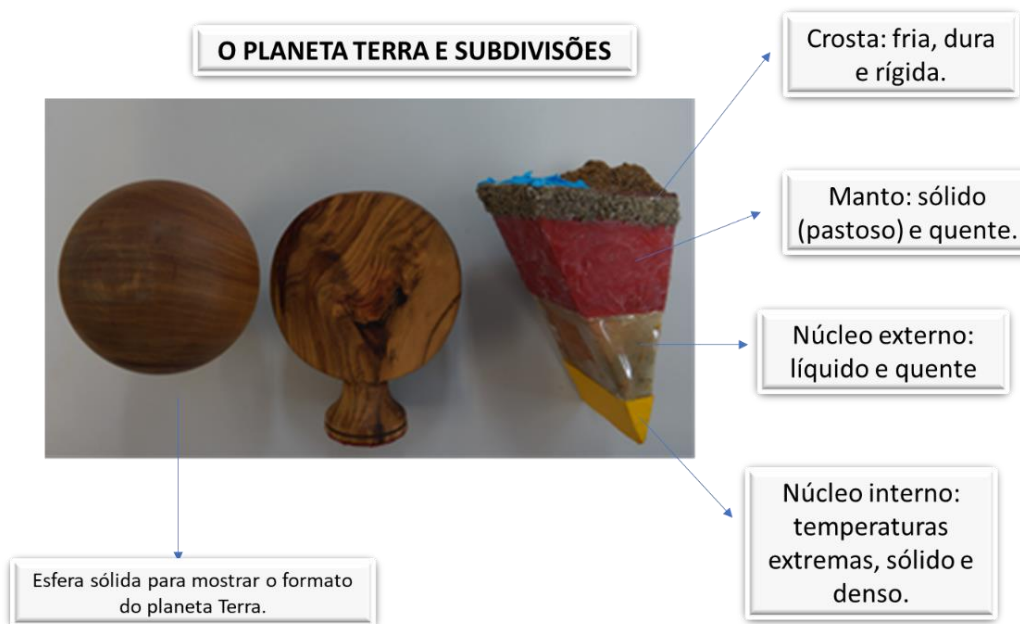 O PLANETA TERRA E SUBDIVISÕES
Crosta: fria, dura
e rígida.
Manto: sólido
(pastoso) e quente.
Núcleo externo:
líquido e quente
Núcleo interno:
temperaturas
extremas, sólido e
denso.
Esfera sólida para mostrar o formato
do planeta Terra.